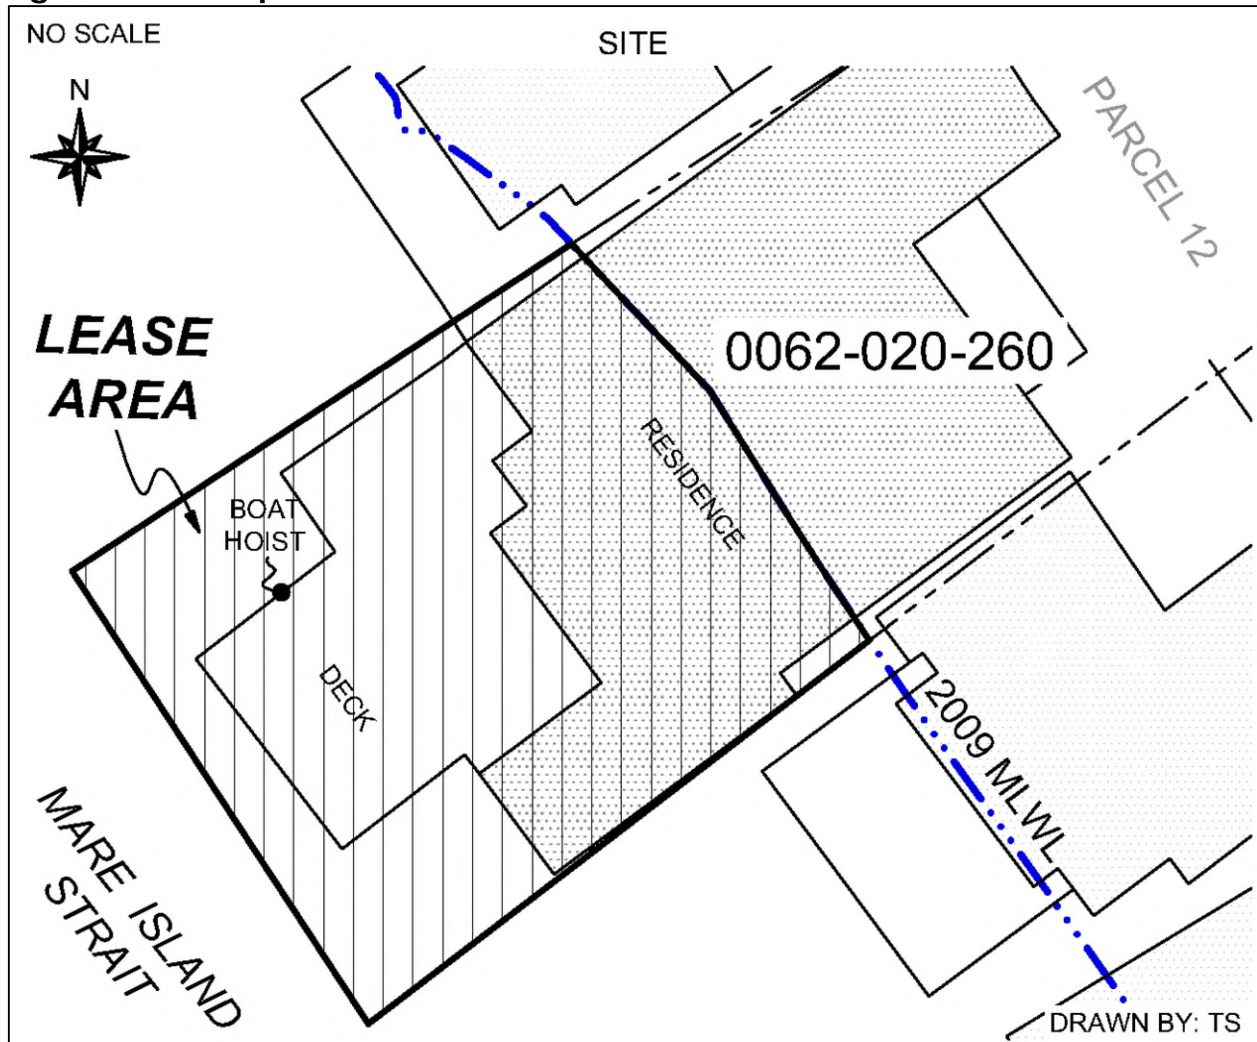 NO SCALE
SITE
N
PARCEL 12
LEASE
AREA
0062-020-260
RESIDENCE
BOAT
HOIST
DECK
2009 MLWL
MARE ISLAND
STRAIT
DRAWN BY: TS